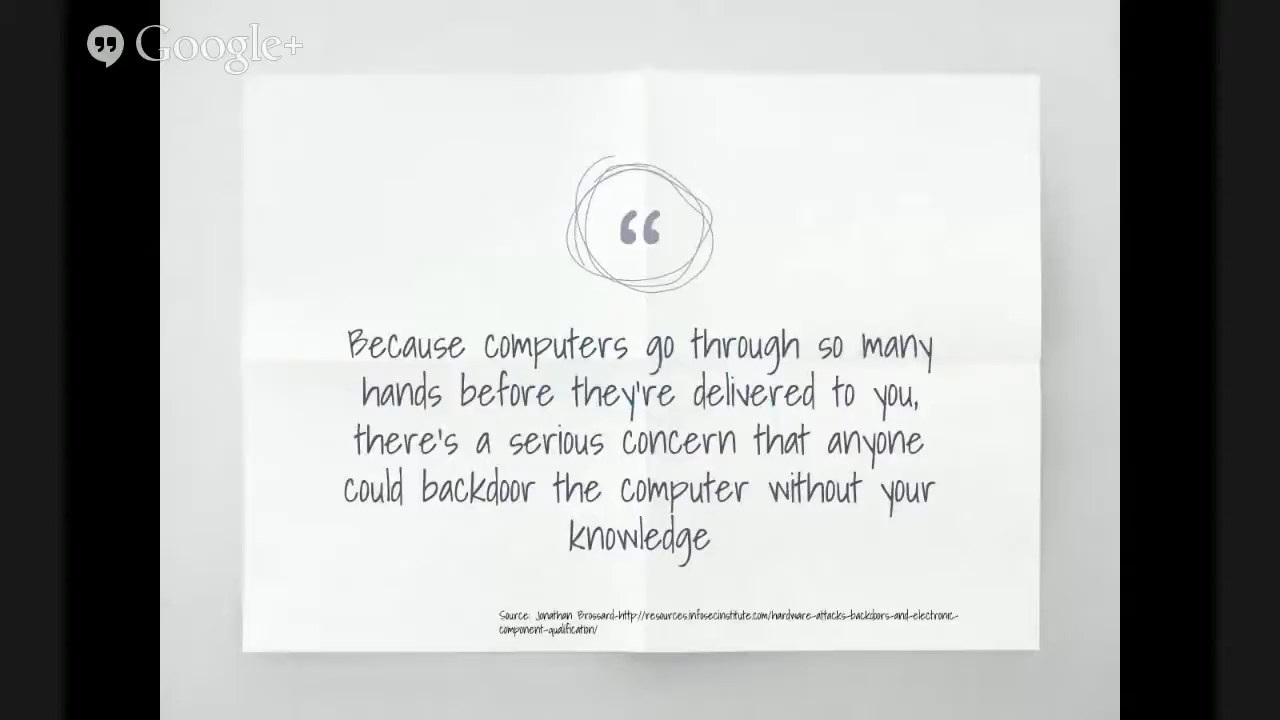 Google+
“
Because computers go through so many
hands before they're delivered to you,
there's a serious concern that anyone
could backdoor the computer without your
knowledge
Source: Jonathan Brossard-http://resources.infosecinstitute.com/hardware-attacks-backdoors-and-electronic-
component-qualification/